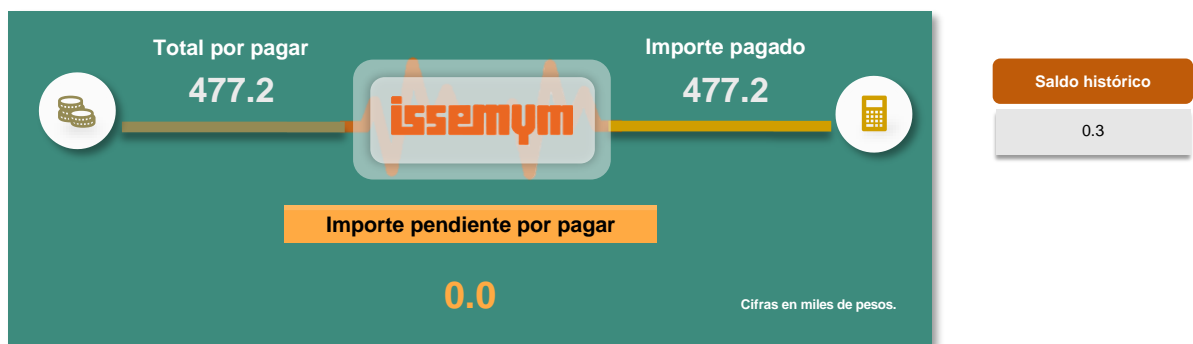 Total por pagar
477.2
issemym
Importe pagado
477.2
Importe pendiente por pagar
0.0
Cifras en miles de pesos.
Saldo histórico
0.3